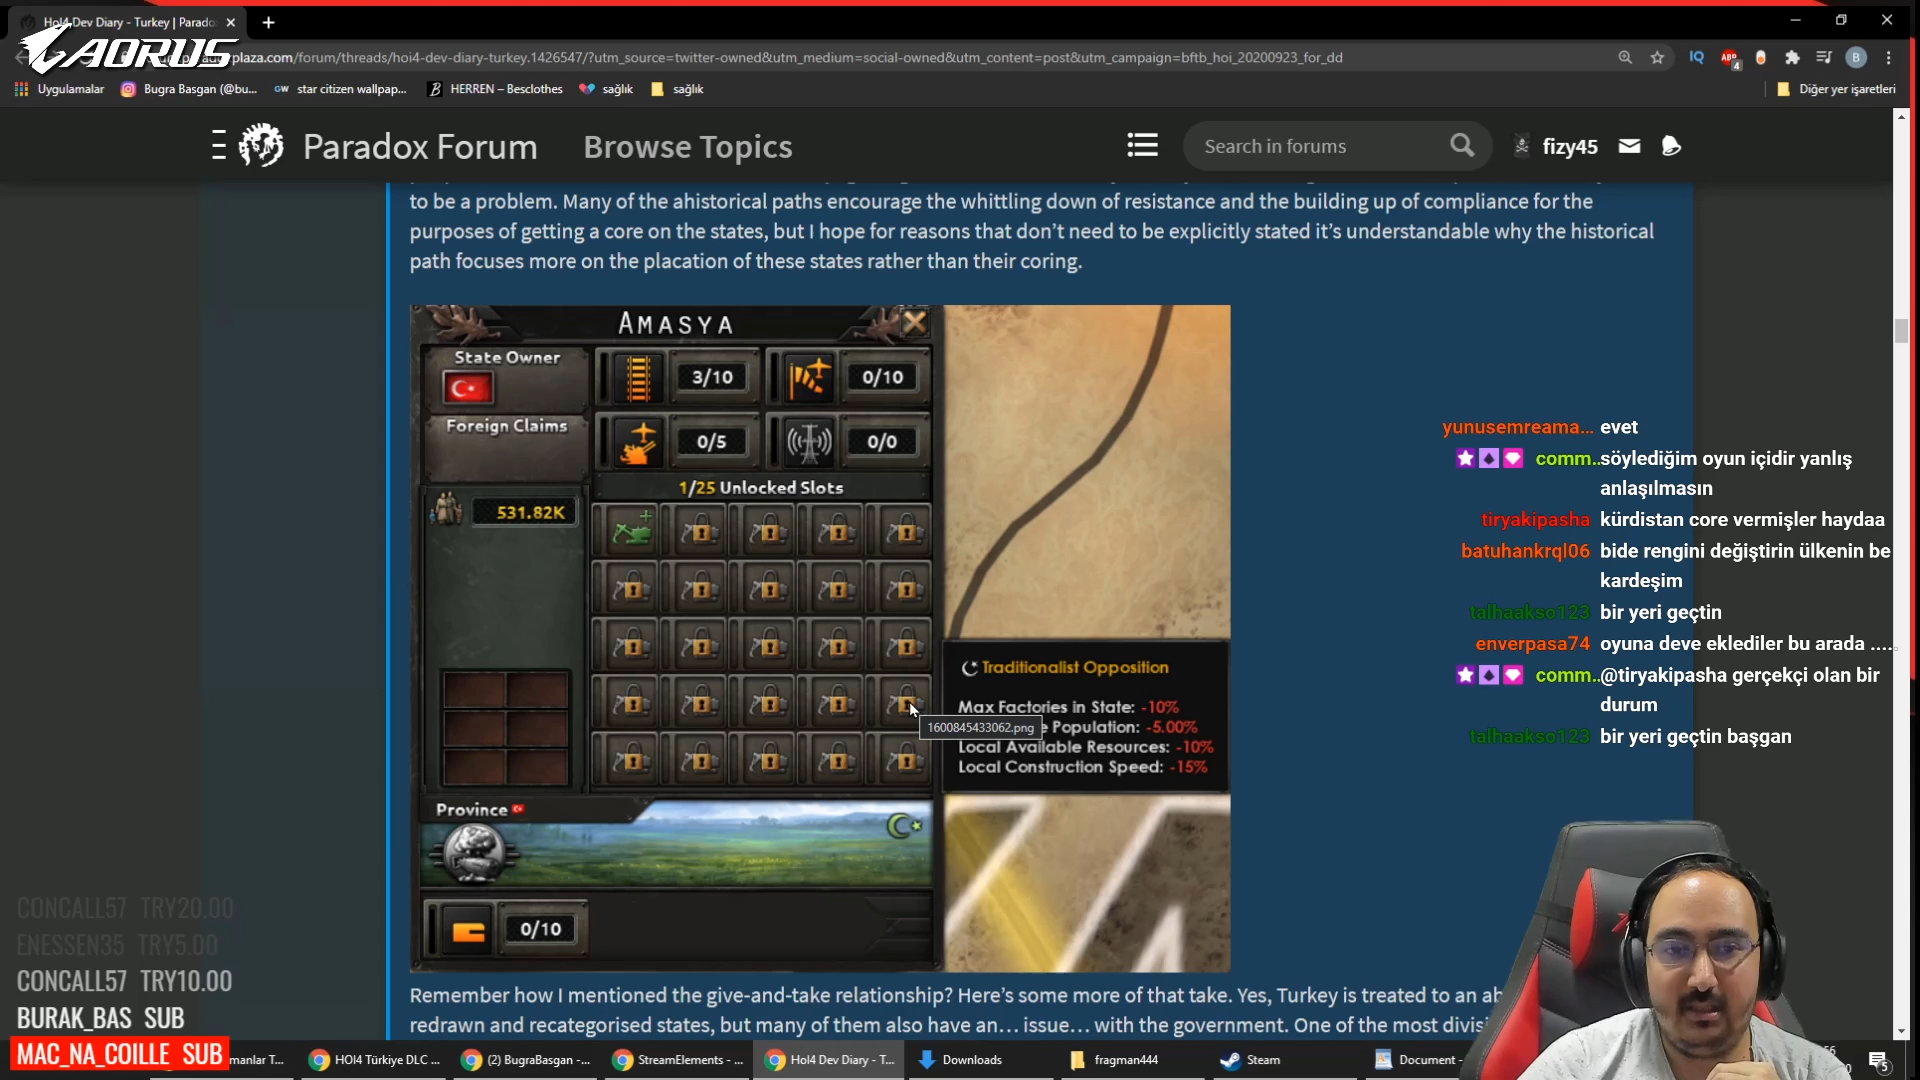 HoI4 Dev Diary - Turkey | Parado
AORUS
plaza.com/forum/threads/hoi4-dev-diary-turkey.1426547/?utm_source=twitter-owned&utm_medium=social-owned&utm_content=post&utm_campaign=bftb_hoi_20200923_for_dd
IQ
ABP
4
B
Uygulamalar
Bugra Basgan (@bu...
GW
star citizen wallpap...
B
HERREN – Besclothes
sağlık
sağlık
Diğer yer işaretleri
Paradox Forum
Browse Topics
Search in forums
fizy45
to be a problem. Many of the ahistorical paths encourage the whittling down of resistance and the building up of compliance for the
purposes of getting a core on the states, but I hope for reasons that don't need to be explicitly stated it's understandable why the historical
path focuses more on the placation of these states rather than their coring.
AMASYA
State Owner
3/10
0/10
Foreign Claims
0/5
0/0
1/25 Unlocked Slots
531.82K
Traditionalist Opposition
Max Factories in State: -10%
Population: -5.00%
Local Available Resources: -10%
Local Construction Speed: -15%
1600845433062.png
Province
0/10
Remember how I mentioned the give-and-take relationship? Here's some more of that take. Yes, Turkey is treated to an
redrawn and recategorised states, but many of them also have an... issue... with the government. One of the most
yunusemreama... evet
comm.. söylediğim oyun içidir yanlış
anlaşılmasın
tiryakipasha kürdistan core vermişler haydaa
batuhankrql06 bide rengini değiştirin ülkenin be
kardeşim
talhaakso123 bir yeri geçtin
enverpasa74 oyuna deve eklediler bu arada .....
comm.. @tiryakipasha gerçekçi olan bir
durum
talhaakso123 bir yeri geçtin başgan
CONCALL57 TRY20.00
ENESSEN35 TRY5.00
CONCALL57 TRY10.00
BURAK_BAS SUB
MAC_NA_COILLE SUB
manlar T...
HOI4 Türkiye DLC ...
(2) BugraBasgan -...
StreamElements - ...
HoI4 Dev Diary - T...
Downloads
fragman444
Steam
Document -
5